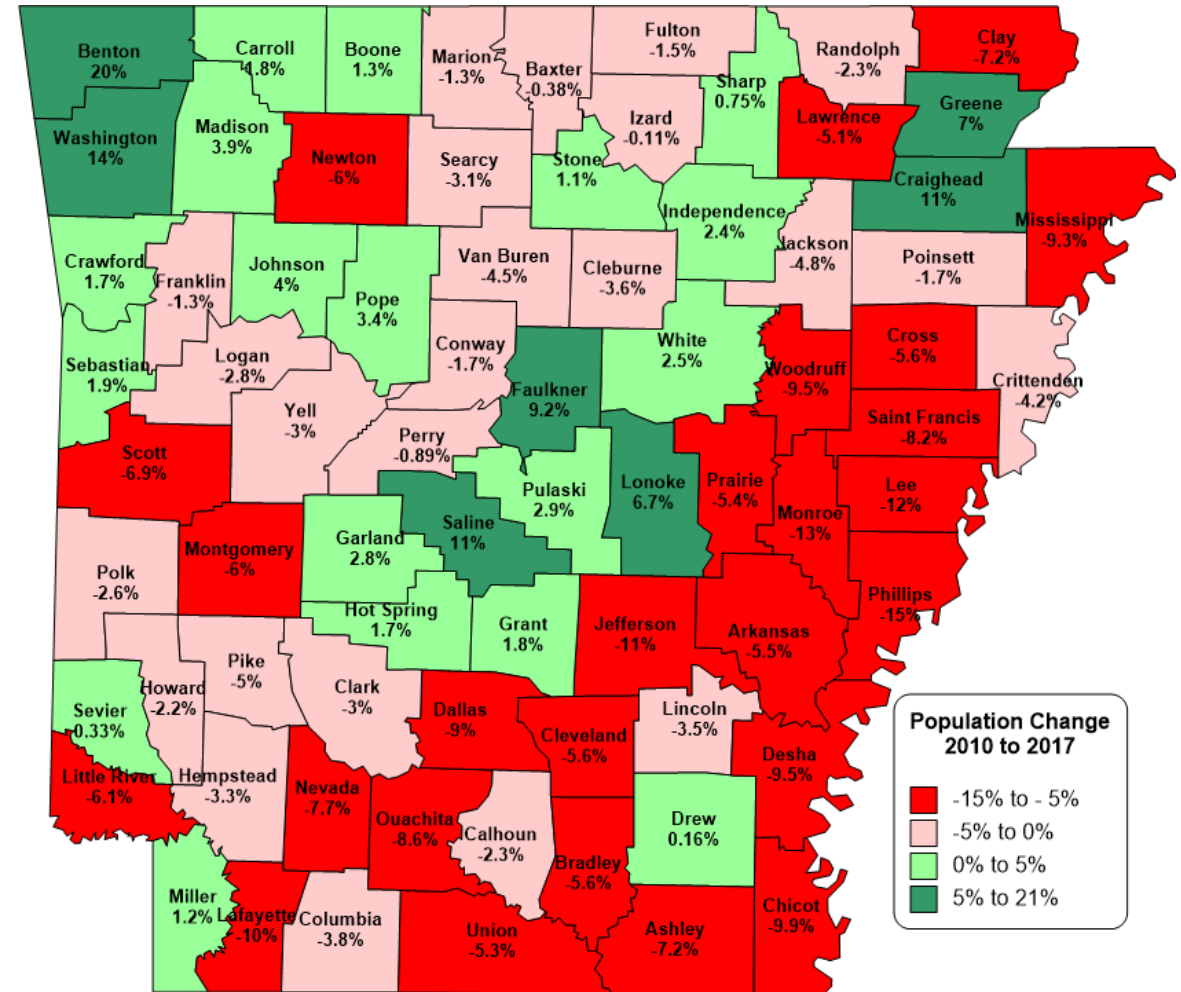 Benton
20%
Carroll
1.8%
Boone
1.3%
Marion
-1.3%
Baxter
-0.38%
Fulton
-1.5%
Sharp
0.75%
Randolph
-2.3%
Clay
-7.2%
Greene
7%
Washington
14%
Madison
3.9%
Newton
-6%
Searcy
-3.1%
Stone
1.1%
Izard
-0.11%
Lawrence
-5.1%
Craighead
11%
Mississippi
-9.3%
Crawford
1.7%
Franklin
-1.3%
Johnson
4%
Pope
3.4%
Van Buren
-4.5%
Cleburne
-3.6%
Independence
2.4%
Jackson
-4.8%
Poinsett
-1.7%
Sebastian
1.9%
Logan
-2.8%
Conway
-1.7%
White
2.5%
Woodruff
-9.5%
Cross
-5.6%
Crittenden
-4.2%
Faulkner
9.2%
Yell
-3%
Perry
-0.89%
Saint Francis
-8.2%
Scott
-6.9%
Pulaski
2.9%
Lonoke
6.7%
Prairie
-5.4%
Monroe
-13%
Lee
-12%
Saline
11%
Garland
2.8%
Montgomery
-6%
Polk
-2.6%
Hot Spring
1.7%
Grant
1.8%
Jefferson
-11%
Arkansas
-5.5%
Phillips
-15%
Pike
-5%
Howard
-2.2%
Clark
-3%
Sevier
0.33%
Dallas
-9%
Cleveland
-5.6%
Lincoln
-3.5%
Desha
-9.5%
Little River
-6.1%
Hempstead
-3.3%
Nevada
-7.7%
Ouachita
-8.6%
Calhoun
-2.3%
Bradley
-5.6%
Drew
0.16%
Miller
1.2%
Lafayette
-10%
Columbia
-3.8%
Union
-5.3%
Ashley
-7.2%
Chicot
-9.9%
Population Change
2010 to 2017
-15% to - 5%
-5% to 0%
0% to 5%
5% to 21%